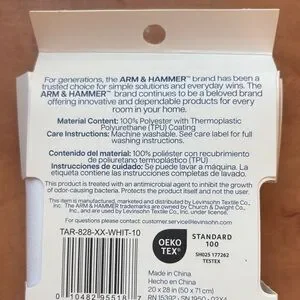 For generations, the ARM & HAMMER™ brand has been a
trusted choice for simple solutions and everyday wins. The
ARM & HAMMER™ brand continues to be a beloved brand
offering innovative and dependable products for every
room in your home.
Material Content: 100% Polyester with Thermoplastic
Polyurethane (TPU) Coating
Care Instructions: Machine washable. See care label for full
washing instructions.
Contenido del material: 100% poliéster con recubrimiento
de poliuretano termoplástico (TPU)
Instrucciones de cuidado: Se puede lavar a máquina. La
etiqueta contiene las instrucciones completas de lavado.
This product is treated with an antimicrobial agent to inhibit the growth
of odor-causing bacteria. Protects the product itself and not the user.
This item is manufactured, marketed and distributed by Levinsohn Textile Co.,
Inc. The ARM & HAMMER trademarks are owned by Church & Dwight
Co., Inc. and used by Levinsohn Textile Co., Inc. under license.
For questions please contact: customer.service@levinsohn.com
TAR-828-XX-WHIT-10
OEKO
TEX®
STANDARD
100
SH025 177262
TESTEX
Made in China
Hecho en China
20 x 28 in (50 x 71 cm)
0 10482 95518 7